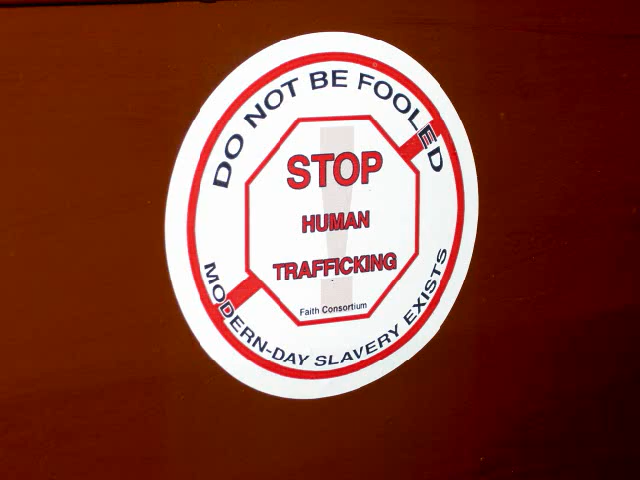 DO NOT BE FOOLED
STOP
HUMAN
TRAFFICKING
Faith Consortium
MODERN-DAY SLAVERY EXISTS